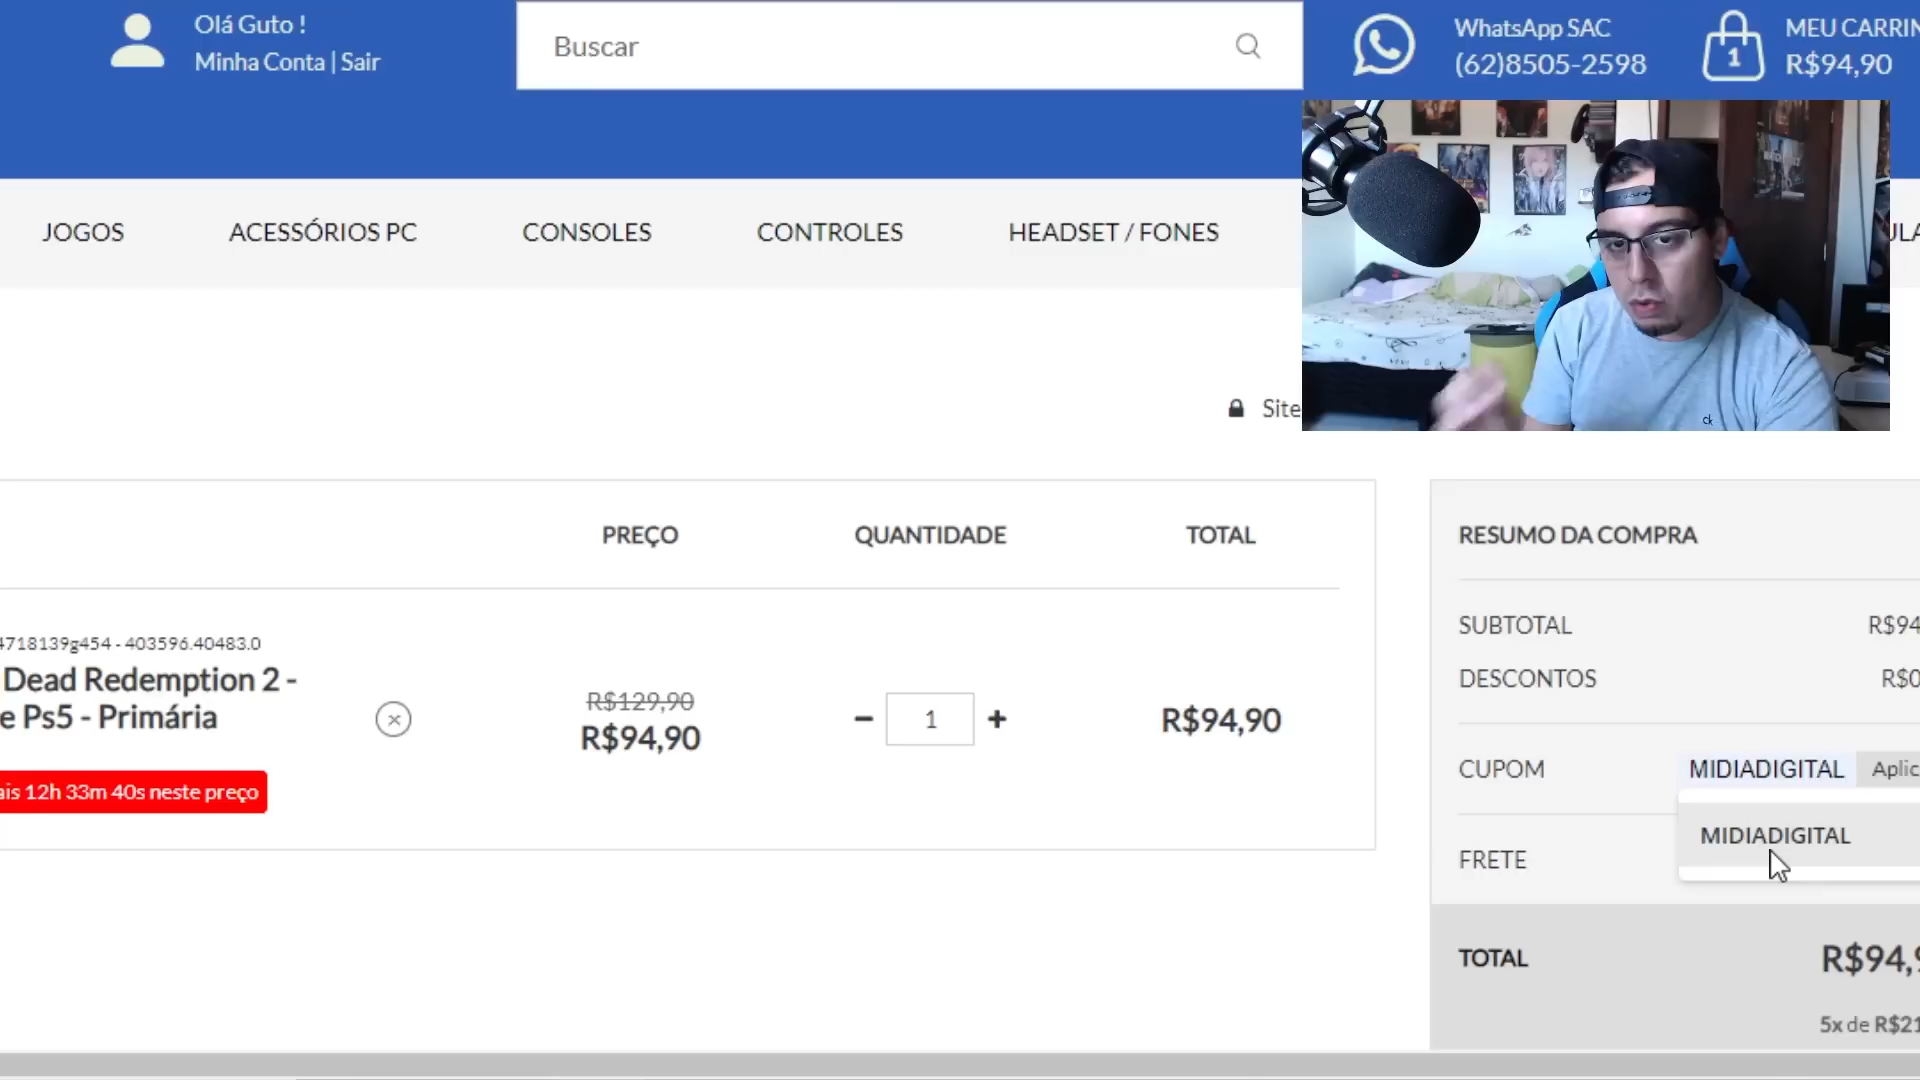 Olá Guto !
Minha Conta | Sair
Buscar
WhatsApp SAC
(62)8505-2598
1
MEU CARRIN
R$94,90
JOGOS
ACESSÓRIOS PC
CONSOLES
CONTROLES
HEADSET / FONES
ULA
Site
PREÇO
QUANTIDADE
TOTAL
4718139g454 - 403596.40483.0
Dead Redemption 2 -
e Ps5 - Primária
R$129,90
R$94,90
1
R$94,90
ais 12h 33m 40s neste preço
RESUMO DA COMPRA
SUBTOTAL
R$94
DESCONTOS
R$0
CUPOM
MIDIADIGITAL
Aplic
MIDIADIGITAL
FRETE
TOTAL
R$94,9
5x de R$21
ck